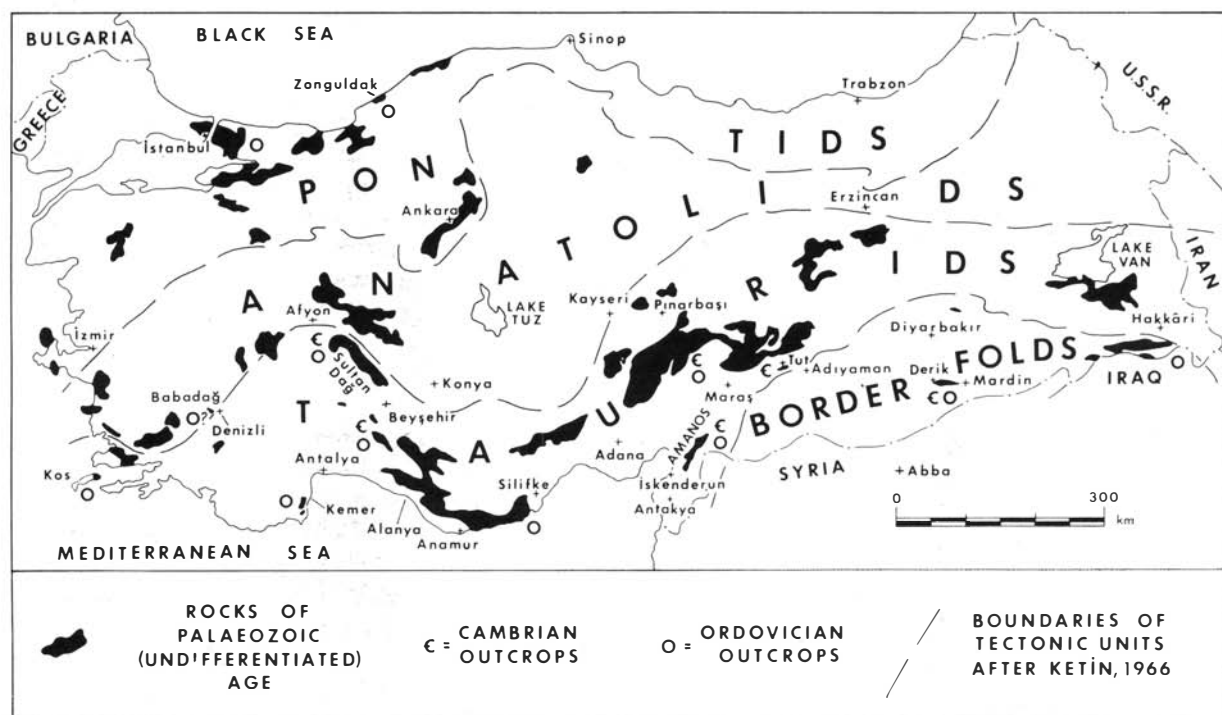 BULGARIA
BLACK SEA
Sinop
Zonguldak
O
Trabzon
U.S.S.R.
GREECE
İstanbul
O
PONTIDS
Ankara
Erzincan
ANATOLIDS
LAKE
VAN
IRAN
Afyon
LAKE
TUZ
Kayseri
Pınarbaşı
Hakkâri
İzmir
Є
O
Sultan
Dağ
Diyarbakır
Є
O
Є
Tut
Adıyaman
Derik
Mardin
O
IRAQ
Є O
Konya
Maraş
BORDER FOLDS
Babadağ
O??
Denizli
Beyşehir
Є
O
TAURIDS
Є
O
AMANOS
Antalya
Adana
SYRIA
Abba
Kos
O
Silifke
İskenderun
Antakya
O
Kemer
Alanya
Anamur
O
0 300
km
MEDITERRANEAN SEA
ROCKS OF
PALAEOZOIC
(UNDIFFERENTIATED)
AGE
Є = CAMBRIAN
OUTCROPS
O = ORDOVICIAN
OUTCROPS
BOUNDARIES OF
TECTONIC UNITS
AFTER KETİN, 1966